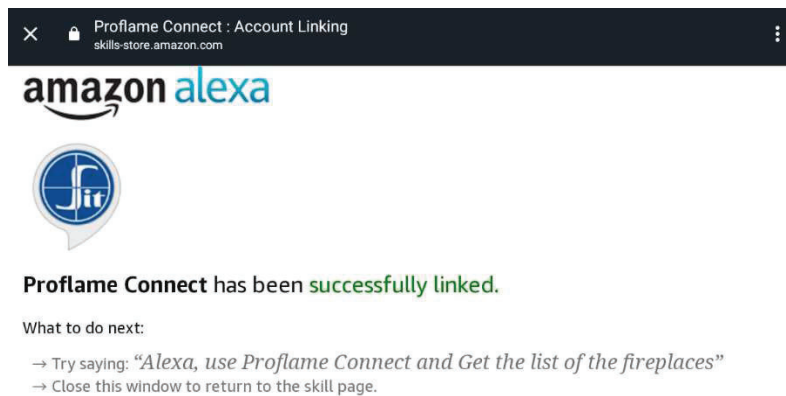 Proflame Connect : Account Linking
skills-store.amazon.com
amazon alexa
Sit
Proflame Connect has been successfully linked.
What to do next:
→ Try saying: “Alexa, use Proflame Connect and Get the list of the fireplaces”
→ Close this window to return to the skill page.